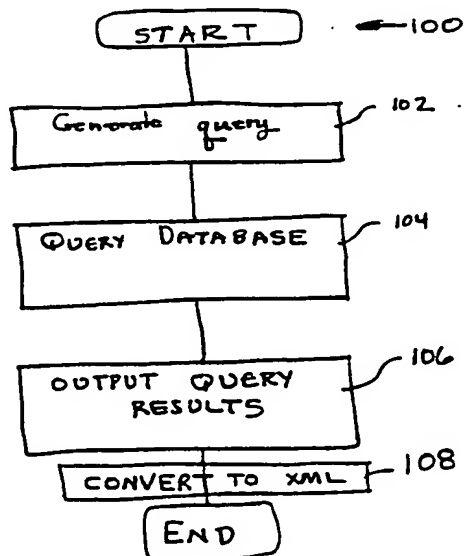 START
100
Generate query
102
QUERY DATABASE
104
OUTPUT QUERY
RESULTS
106
CONVERT TO XML
108
END